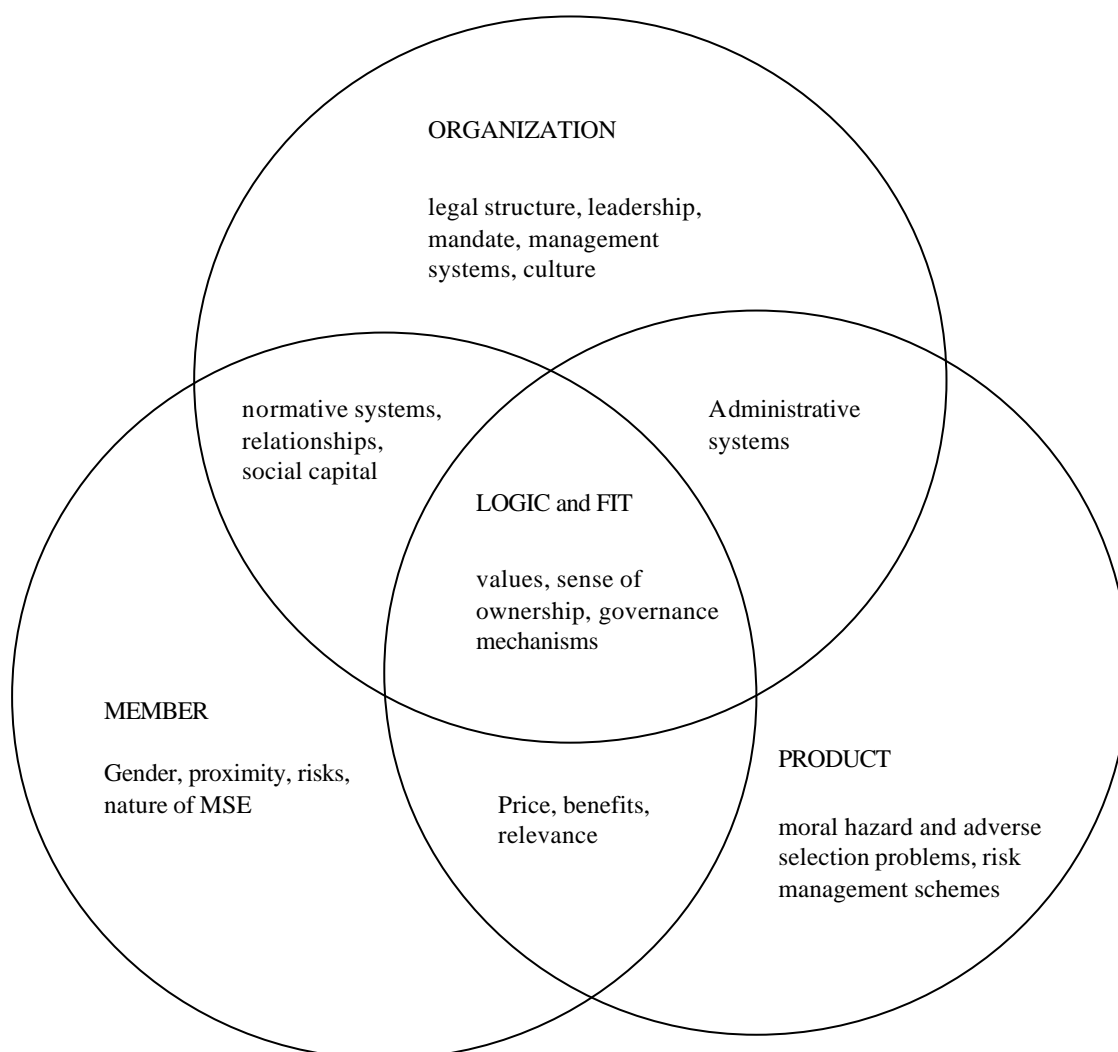 ORGANIZATION
legal structure, leadership,
mandate, management
systems, culture
normative systems,
relationships,
social capital
Administrative
systems
LOGIC and FIT
values, sense of
ownership, governance
mechanisms
MEMBER
Gender, proximity, risks,
nature of MSE
Price, benefits,
relevance
PRODUCT
moral hazard and adverse
selection problems, risk
management schemes